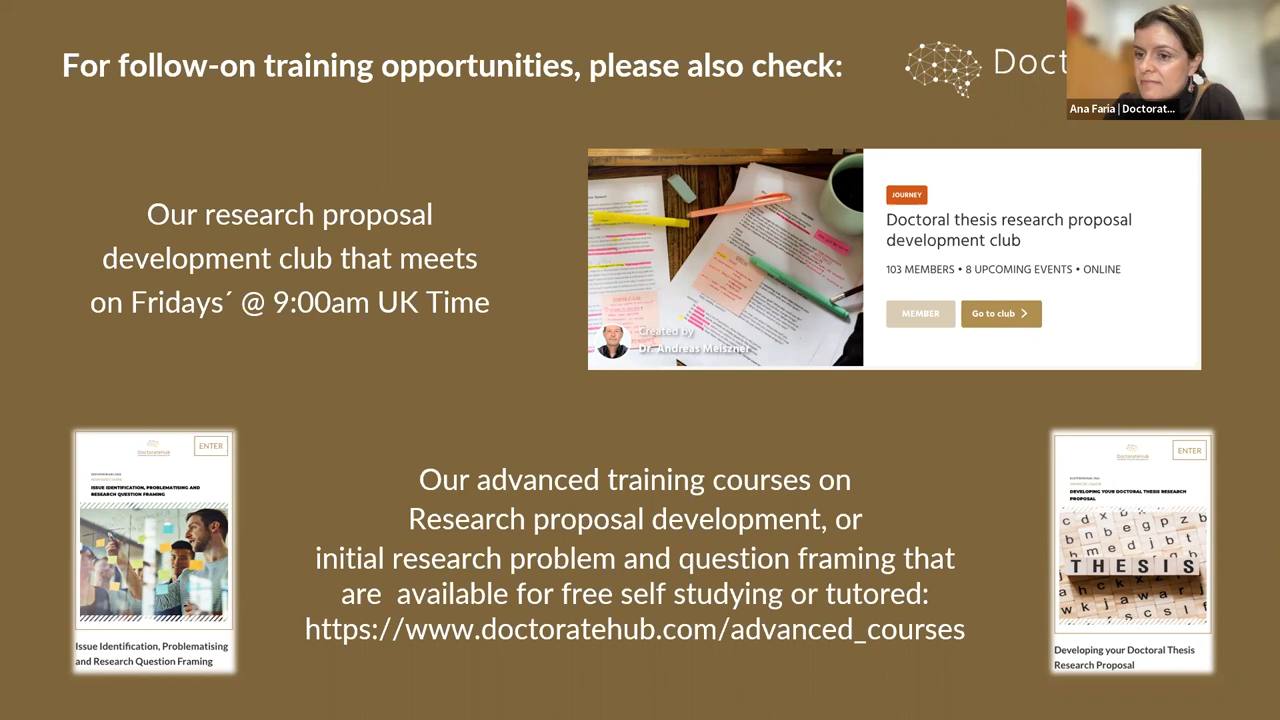 For follow-on training opportunities, please also check:
Doct
Ana Faria | Doctorat...
Our research proposal
development club that meets
on Fridays´ @ 9:00am UK Time
JOURNEY
Doctoral thesis research proposal
development club
103 MEMBERS • 8 UPCOMING EVENTS • ONLINE
MEMBER
Go to club
Created by
Dr. Andreas Meiszner
ENTER
DoctorateHub
ISSUE IDENTIFICATION, PROBLEMATISING AND
RESEARCH QUESTION FRAMING
Issue Identification, Problematising
and Research Question Framing
Our advanced training courses on
Research proposal development, or
initial research problem and question framing that
are available for free self studying or tutored:
https://www.doctoratehub.com/advanced_courses
ENTER
DoctorateHub
DEVELOPING YOUR DOCTORAL THESIS RESEARCH
PROPOSAL
THESIS
Developing your Doctoral Thesis
Research Proposal